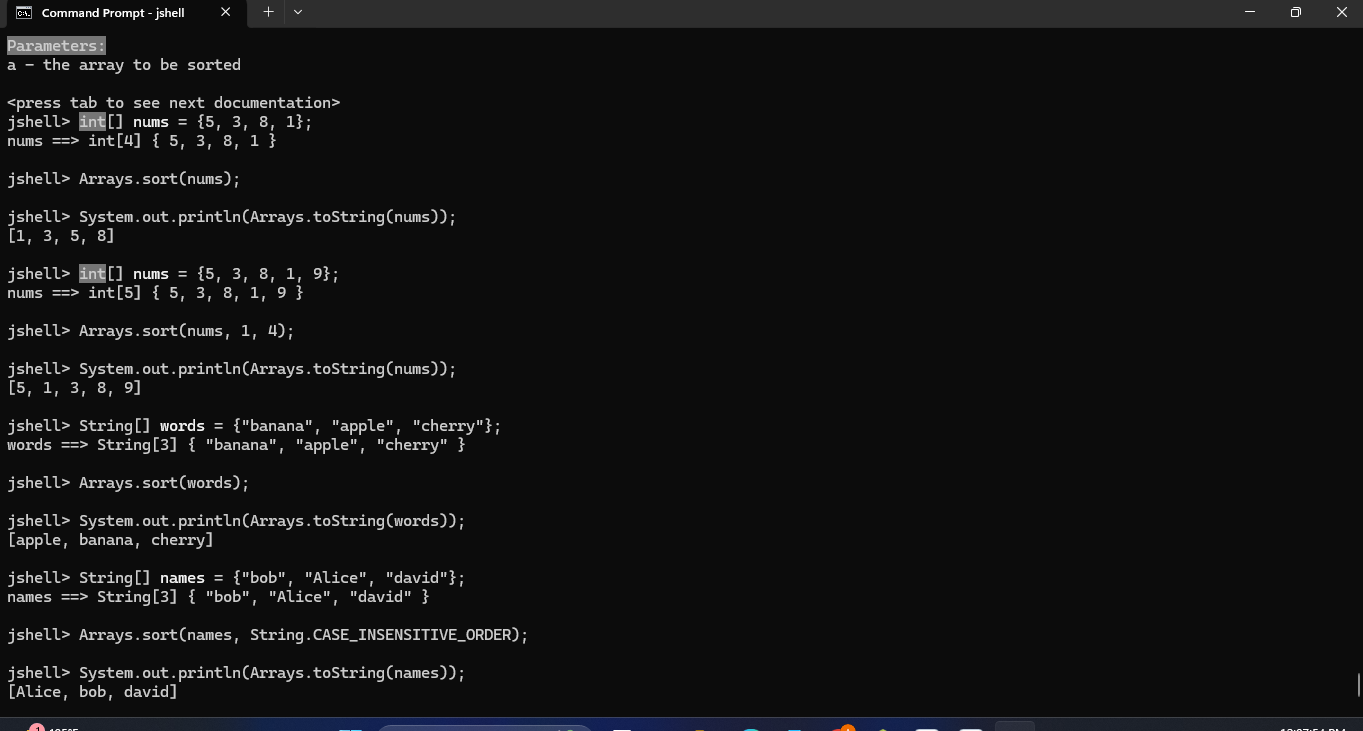 Command Prompt - jshell
Parameters:
a - the array to be sorted
<press tab to see next documentation>
jshell> int[] nums = {5, 3, 8, 1};
nums ==> int[4] { 5, 3, 8, 1 }
jshell> Arrays.sort(nums);
jshell> System.out.println(Arrays.toString(nums));
[1, 3, 5, 8]
jshell> int[] nums = {5, 3, 8, 1, 9};
nums ==> int[5] { 5, 3, 8, 1, 9 }
jshell> Arrays.sort(nums, 1, 4);
jshell> System.out.println(Arrays.toString(nums));
[5, 1, 3, 8, 9]
jshell> String[] words = {"banana", "apple", "cherry"};
words ==> String[3] { "banana", "apple", "cherry" }
jshell> Arrays.sort(words);
jshell> System.out.println(Arrays.toString(words));
[apple, banana, cherry]
jshell> String[] names = {"bob", "Alice", "david"};
names ==> String[3] { "bob", "Alice", "david" }
jshell> Arrays.sort(names, String.CASE_INSENSITIVE_ORDER);
jshell> System.out.println(Arrays.toString(names));
[Alice, bob, david]